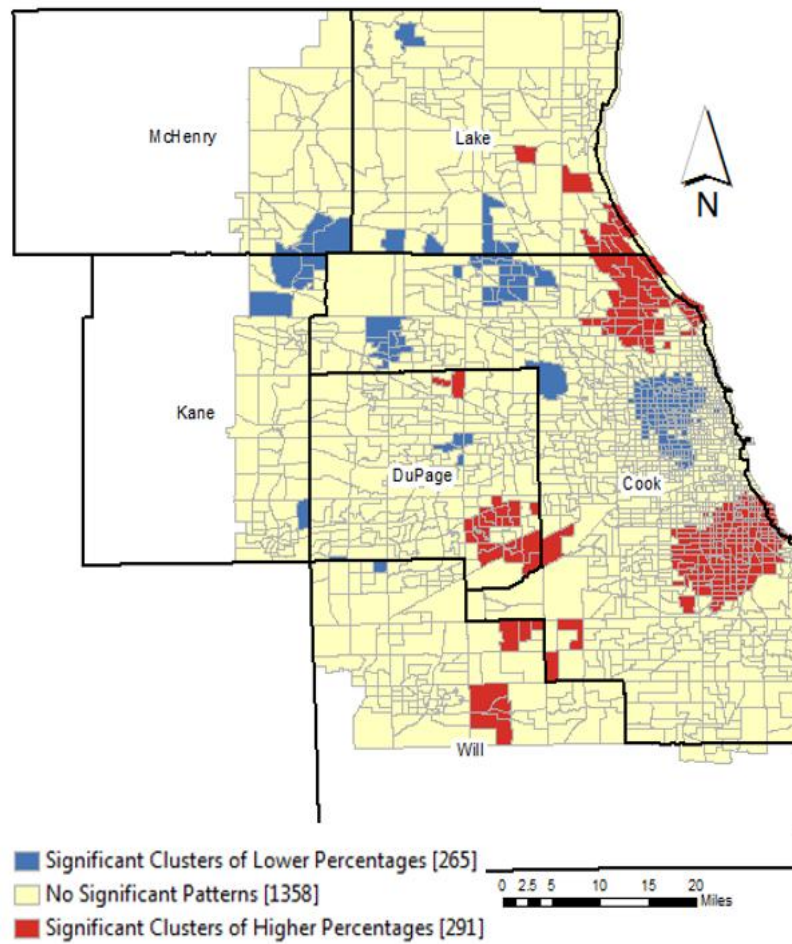 McHenry
Lake
N
Kane
DuPage
Cook
Will
Significant Clusters of Lower Percentages [265]
No Significant Patterns [1358]
Significant Clusters of Higher Percentages [291]
0 2.5 5 10 15 20
Miles